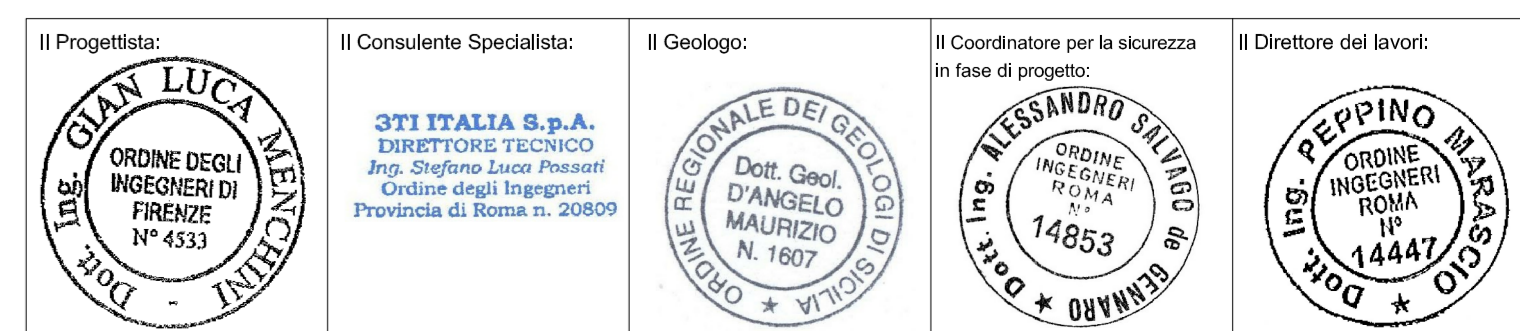 Il Progettista:
Dott. Ing. GIAN LUCA MENCHINI -
ORDINE DEGLI
INGEGNERI DI
FIRENZE
N° 4533
Il Consulente Specialista:
3TI ITALIA S.p.A.
DIRETTORE TECNICO
Ing. Stefano Luca Possati
Ordine degli Ingegneri
Provincia di Roma n. 20809
Il Geologo:
ORDINE REGIONALE DEI GEOLOGI DI SICILIA
Dott. Geol.
D'ANGELO
MAURIZIO
N. 1607
Il Coordinatore per la sicurezza
in fase di progetto:
Dott. Ing. ALESSANDRO SALVAGO de GENNARO
ORDINE
INGEGNERI
ROMA
N°
14853
Il Direttore dei lavori:
Dott. Ing. PEPPINO MARASCIO
ORDINE
INGEGNERI
ROMA
N°
14447